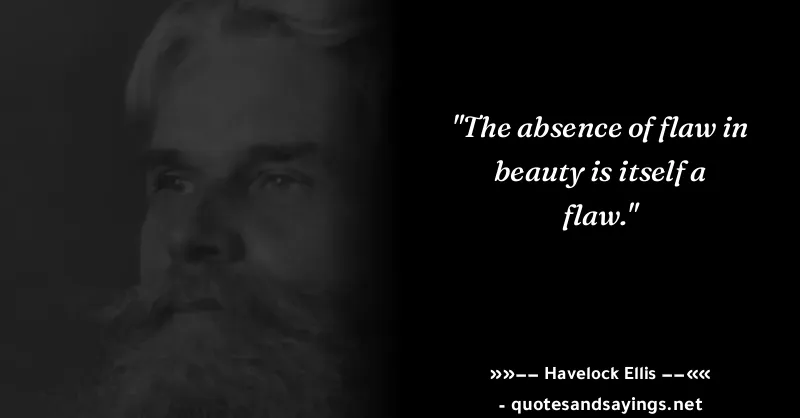 "The absence of flaw in
beauty is itself a
flaw."
»»−− Havelock Ellis −−««
- quotesandsayings.net